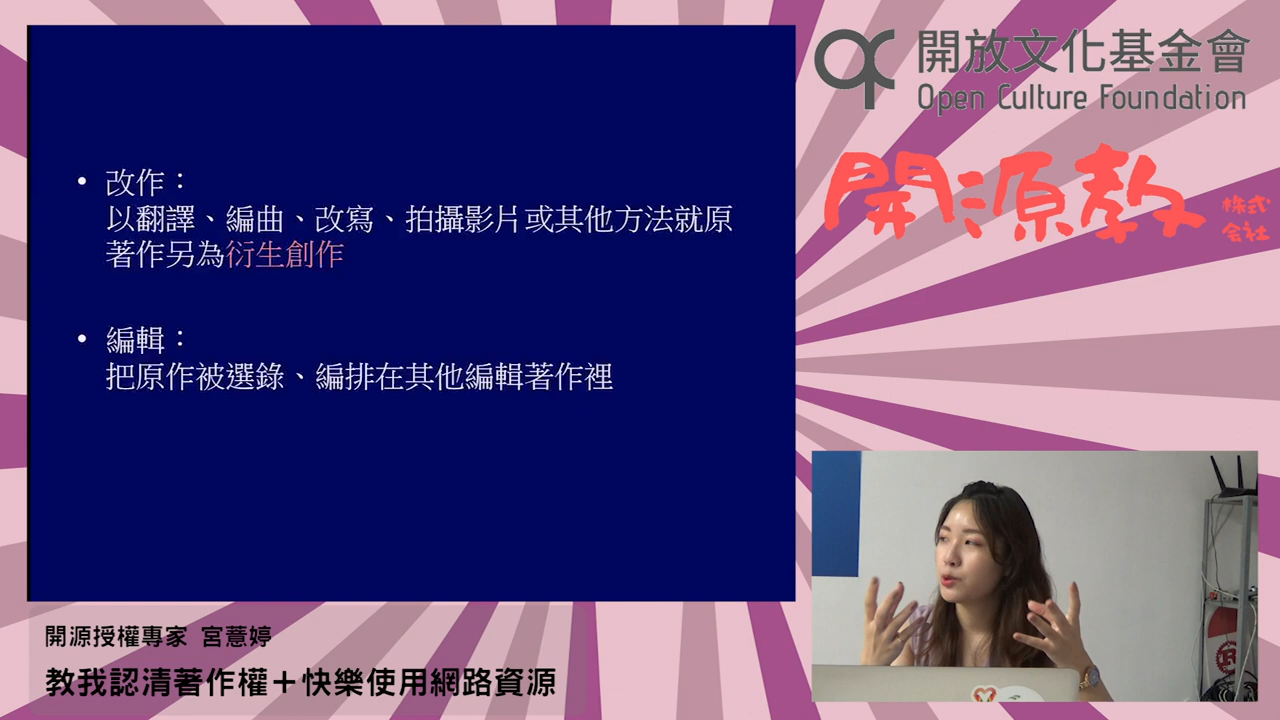 • 改作：
以翻譯、編曲、改寫、拍攝影片或其他方法就原
著作另為衍生創作
• 編輯：
把原作被選錄、編排在其他編輯著作裡
開放文化基金會
Open Culture Foundation
開源教
株式
会社
開源授權專家 宮薏婷
教我認清著作權＋快樂使用網路資源